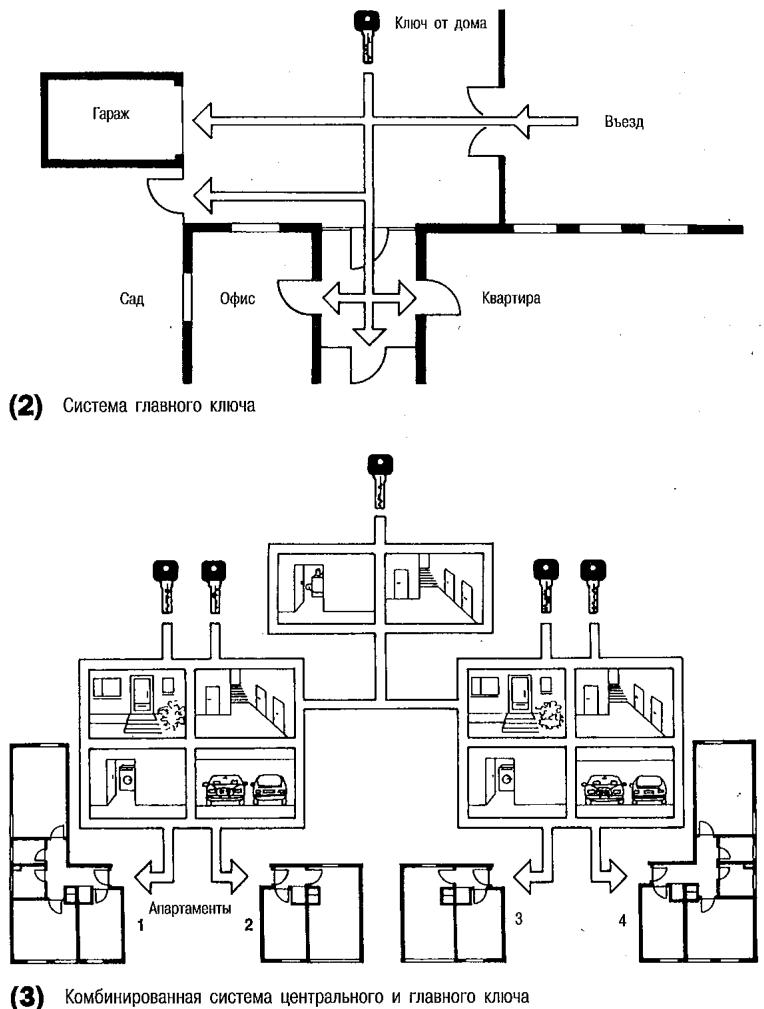 Ключ от дома
Гараж
Въезд
Сад
Офис
Квартира
(2) Система главного ключа
Апартаменты
1
2
3
4
(3) Комбинированная система центрального и главного ключа